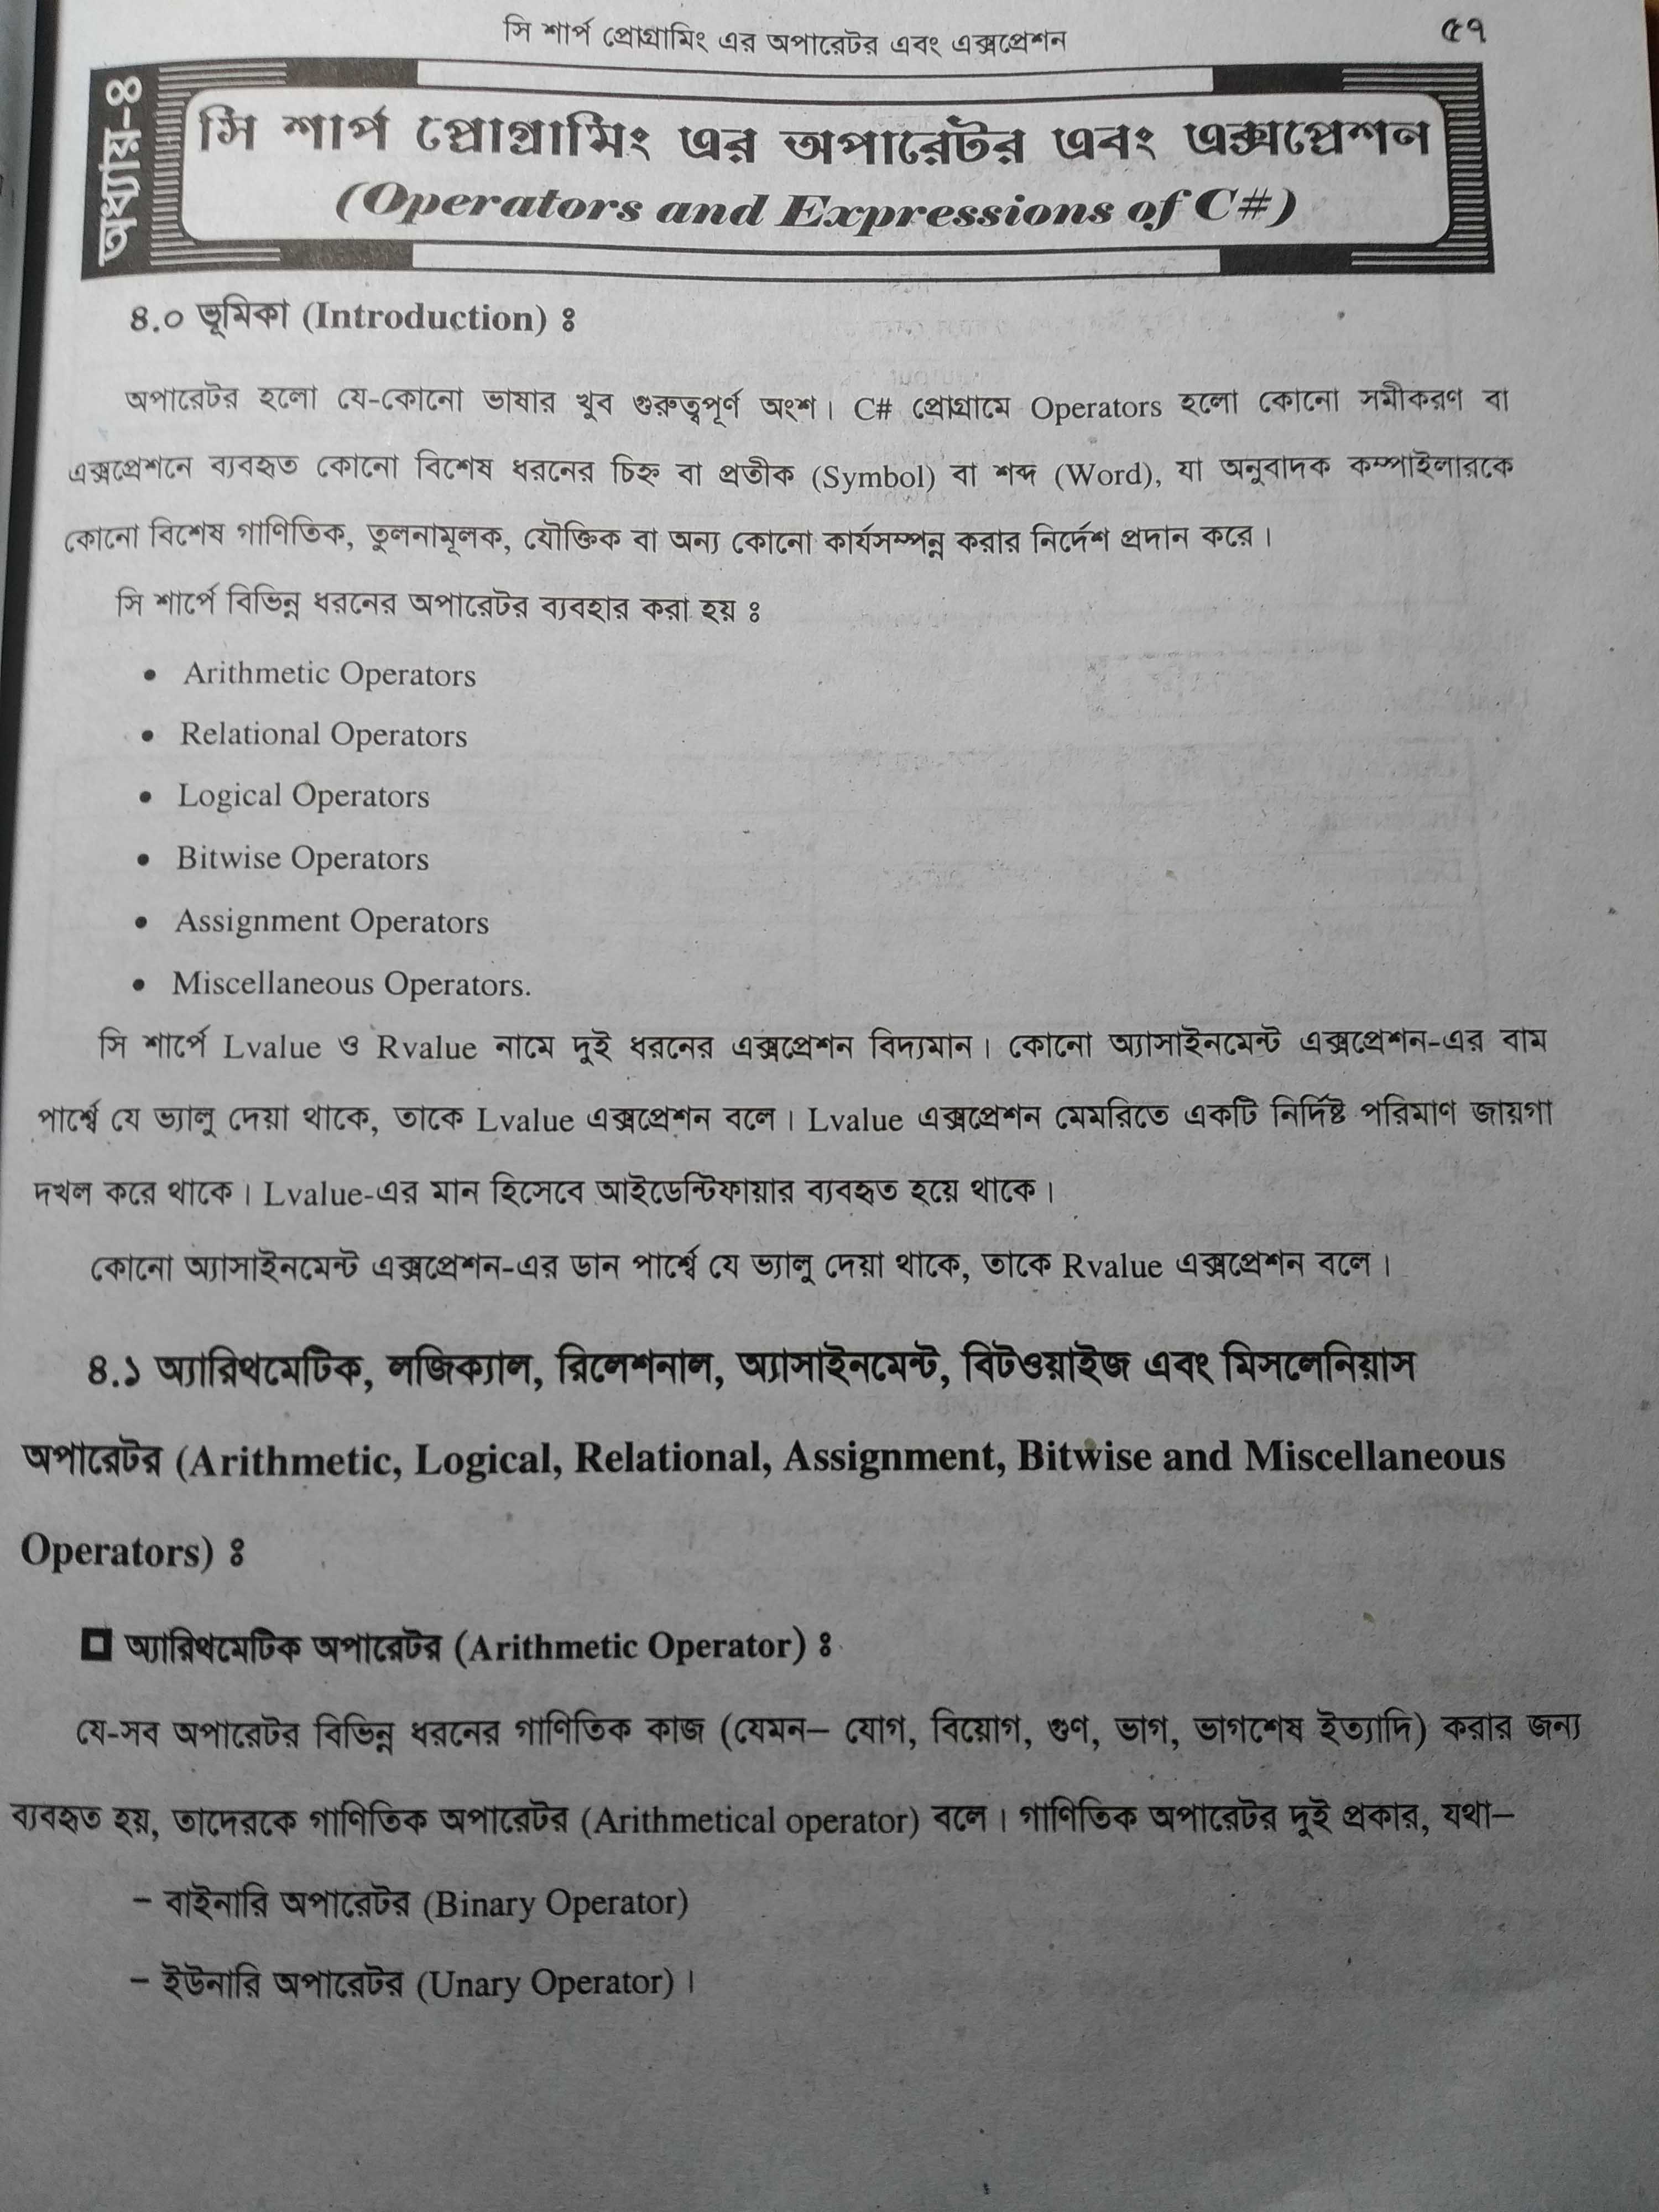 সি শার্প প্রোগ্রামিং এর অপারেটর এবং এক্সপ্রেশন ৫৭
অধ্যায়-৪
সি শার্প প্রোগ্রামিং এর অপারেটর এবং এক্সপ্রেশন
(Operators and Expressions of C#)
৪.০ ভূমিকা (Introduction) ঃ
অপারেটর হলো যে-কোনো ভাষার খুব গুরুত্বপূর্ণ অংশ। C# প্রোগ্রামে Operators হলো কোনো সমীকরণ বা
এক্সপ্রেশনে ব্যবহৃত কোনো বিশেষ ধরনের চিহ্ন বা প্রতীক (Symbol) বা শব্দ (Word), যা অনুবাদক কম্পাইলারকে
কোনো বিশেষ গাণিতিক, তুলনামূলক, যৌক্তিক বা অন্য কোনো কার্যসম্পন্ন করার নির্দেশ প্রদান করে।
সি শার্পে বিভিন্ন ধরনের অপারেটর ব্যবহার করা হয় ঃ
• Arithmetic Operators
• Relational Operators
• Logical Operators
• Bitwise Operators
• Assignment Operators
• Miscellaneous Operators.
সি শার্পে Lvalue ও Rvalue নামে দুই ধরনের এক্সপ্রেশন বিদ্যমান। কোনো অ্যাসাইনমেন্ট এক্সপ্রেশন-এর বাম
পার্শ্বে যে ভ্যালু দেয়া থাকে, তাকে Lvalue এক্সপ্রেশন বলে। Lvalue এক্সপ্রেশন মেমরিতে একটি নির্দিষ্ট পরিমাণ জায়গা
দখল করে থাকে। Lvalue-এর মান হিসেবে আইডেন্টিফায়ার ব্যবহৃত হয়ে থাকে।
কোনো অ্যাসাইনমেন্ট এক্সপ্রেশন-এর ডান পার্শ্বে যে ভ্যালু দেয়া থাকে, তাকে Rvalue এক্সপ্রেশন বলে।
৪.১ অ্যারিথমেটিক, লজিক্যাল, রিলেশনাল, অ্যাসাইনমেন্ট, বিটওয়াইজ এবং মিসলেনিয়াস
অপারেটর (Arithmetic, Logical, Relational, Assignment, Bitwise and Miscellaneous
Operators) ঃ
❑ অ্যারিথমেটিক অপারেটর (Arithmetic Operator) ঃ
যে-সব অপারেটর বিভিন্ন ধরনের গাণিতিক কাজ (যেমন– যোগ, বিয়োগ, গুণ, ভাগ, ভাগশেষ ইত্যাদি) করার জন্য
ব্যবহৃত হয়, তাদেরকে গাণিতিক অপারেটর (Arithmetical operator) বলে। গাণিতিক অপারেটর দুই প্রকার, যথা–
– বাইনারি অপারেটর (Binary Operator)
– ইউনারি অপারেটর (Unary Operator)।